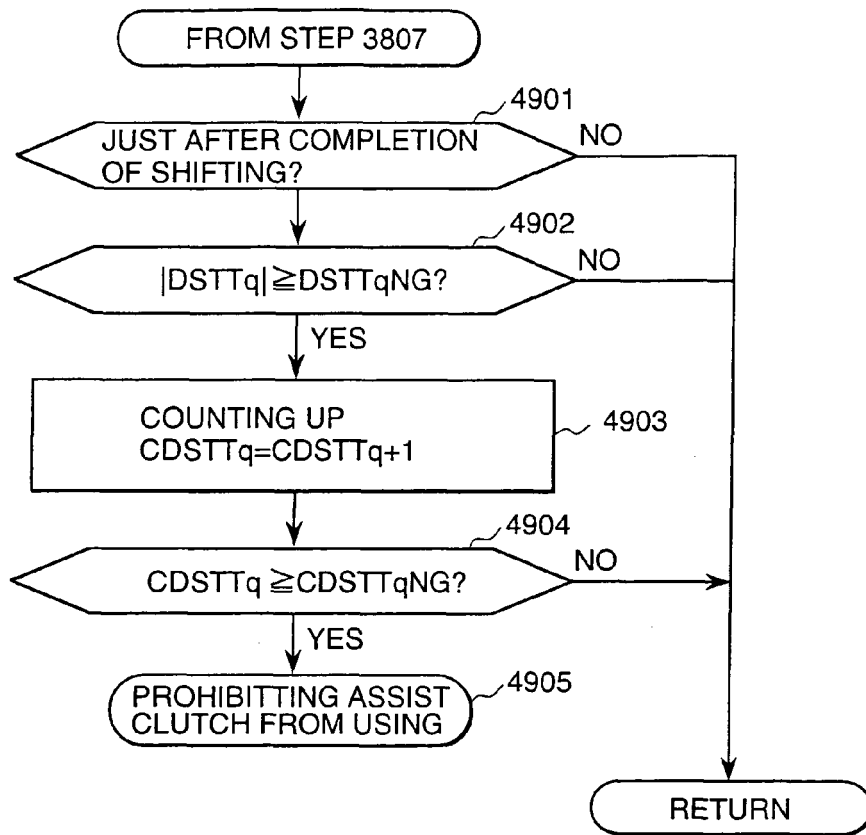 FROM STEP 3807
4901
JUST AFTER COMPLETION
OF SHIFTING?
NO
4902
|DSTTq|≧DSTTqNG?
NO
YES
COUNTING UP
CDSTTq=CDSTTq+1
4903
4904
CDSTTq≧CDSTTqNG?
NO
YES
PROHIBITTING ASSIST
CLUTCH FROM USING
4905
RETURN